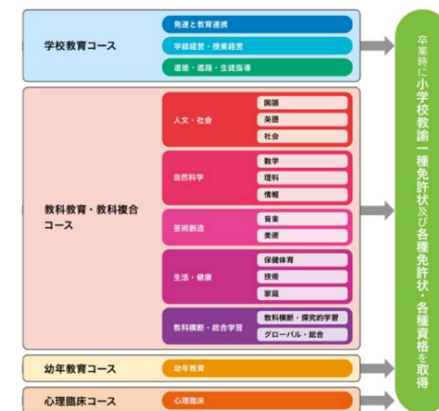 学校教育コース
発達と教育連携
学級経営・授業経営
道徳・進路・生徒指導
教科教育・教科複合
コース
人文・社会
国語
英語
社会
自然科学
数学
理科
情報
芸術創造
音楽
美術
生活・健康
保健体育
技術
家庭
教科横断・総合学習
教科横断・探究的学習
グローバル・総合
幼年教育コース
幼年教育
心理臨床コース
心理臨床
卒業時に小学校教諭一種免許状及び各種免許状・各種資格を取得